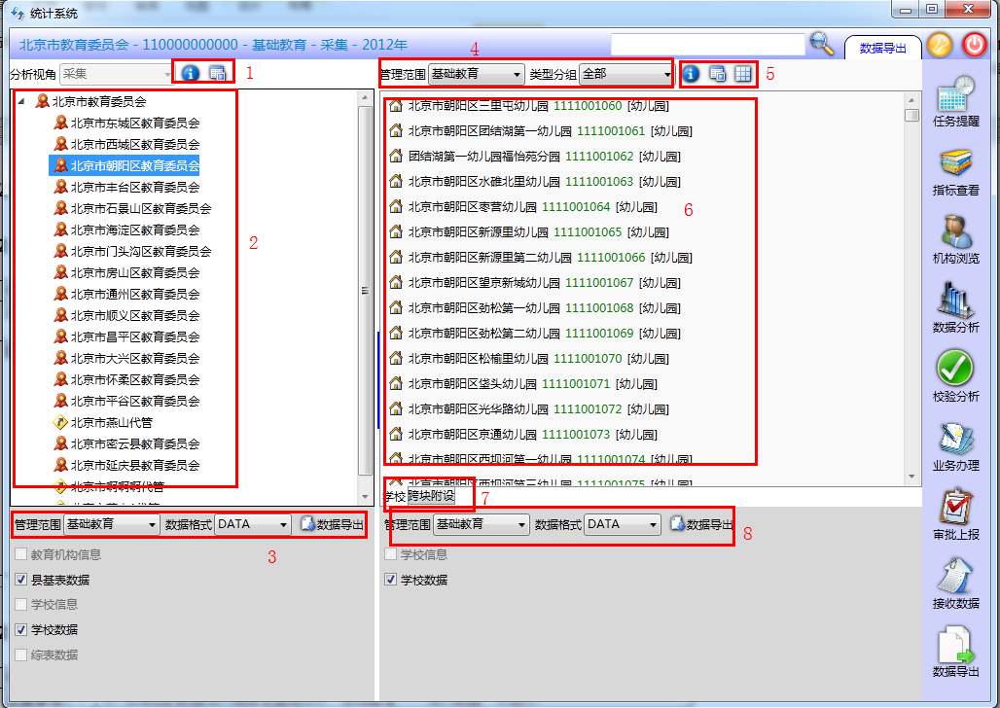 统计系统
北京市教育委员会 - 110000000000 - 基础教育 - 采集 - 2012年
数据导出
分析视角 采集
1
北京市教育委员会
北京市东城区教育委员会
北京市西城区教育委员会
北京市朝阳区教育委员会
北京市丰台区教育委员会
北京市石景山区教育委员会
北京市海淀区教育委员会
北京市门头沟区教育委员会
北京市房山区教育委员会
北京市通州区教育委员会
北京市顺义区教育委员会
北京市昌平区教育委员会
北京市大兴区教育委员会
北京市怀柔区教育委员会
北京市平谷区教育委员会
北京市燕山代管
北京市密云县教育委员会
北京市延庆县教育委员会
北京市啊啊啊代管
2
管理范围 基础教育 数据格式 DATA 数据导出
3
教育机构信息
县基表数据
学校信息
学校数据
综表数据
4
管理范围 基础教育 类型分组 全部
5
北京市朝阳区三里屯幼儿园 1111001060 [幼儿园]
北京市朝阳区团结湖第一幼儿园 1111001061 [幼儿园]
团结湖第一幼儿园福怡苑分园 1111001062 [幼儿园]
北京市朝阳区水碓北里幼儿园 1111001063 [幼儿园]
北京市朝阳区枣营幼儿园 1111001064 [幼儿园]
北京市朝阳区新源里幼儿园 1111001065 [幼儿园]
北京市朝阳区新源里第二幼儿园 1111001066 [幼儿园]
北京市朝阳区望京新城幼儿园 1111001067 [幼儿园]
北京市朝阳区劲松第一幼儿园 1111001068 [幼儿园]
北京市朝阳区劲松第二幼儿园 1111001069 [幼儿园]
北京市朝阳区松榆里幼儿园 1111001070 [幼儿园]
北京市朝阳区垡头幼儿园 1111001071 [幼儿园]
北京市朝阳区光华路幼儿园 1111001072 [幼儿园]
北京市朝阳区京通幼儿园 1111001073 [幼儿园]
北京市朝阳区西坝河第一幼儿园 1111001074 [幼儿园]
北京市朝阳区西坝河第三幼儿园 1111001075 [幼儿园]
6
学校 跨块附设
7
管理范围 基础教育 数据格式 DATA 数据导出
8
学校信息
学校数据
任务提醒
指标查看
机构浏览
数据分析
校验分析
业务办理
审批上报
接收数据
数据导出